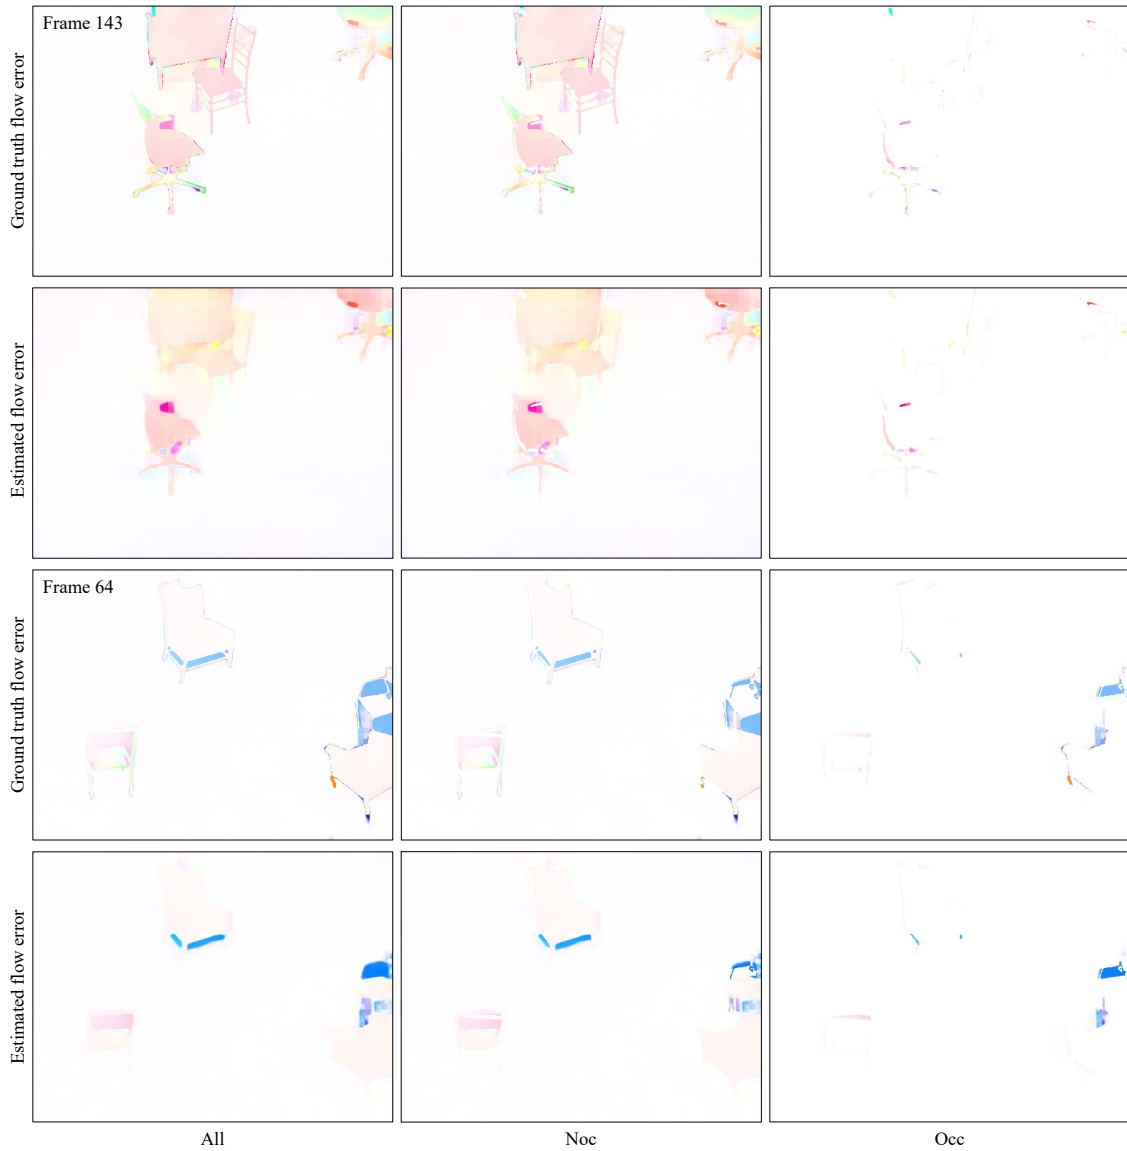 Frame 143
Ground truth flow error
Estimated flow error
Frame 64
Ground truth flow error
Estimated flow error
All Noc Occ